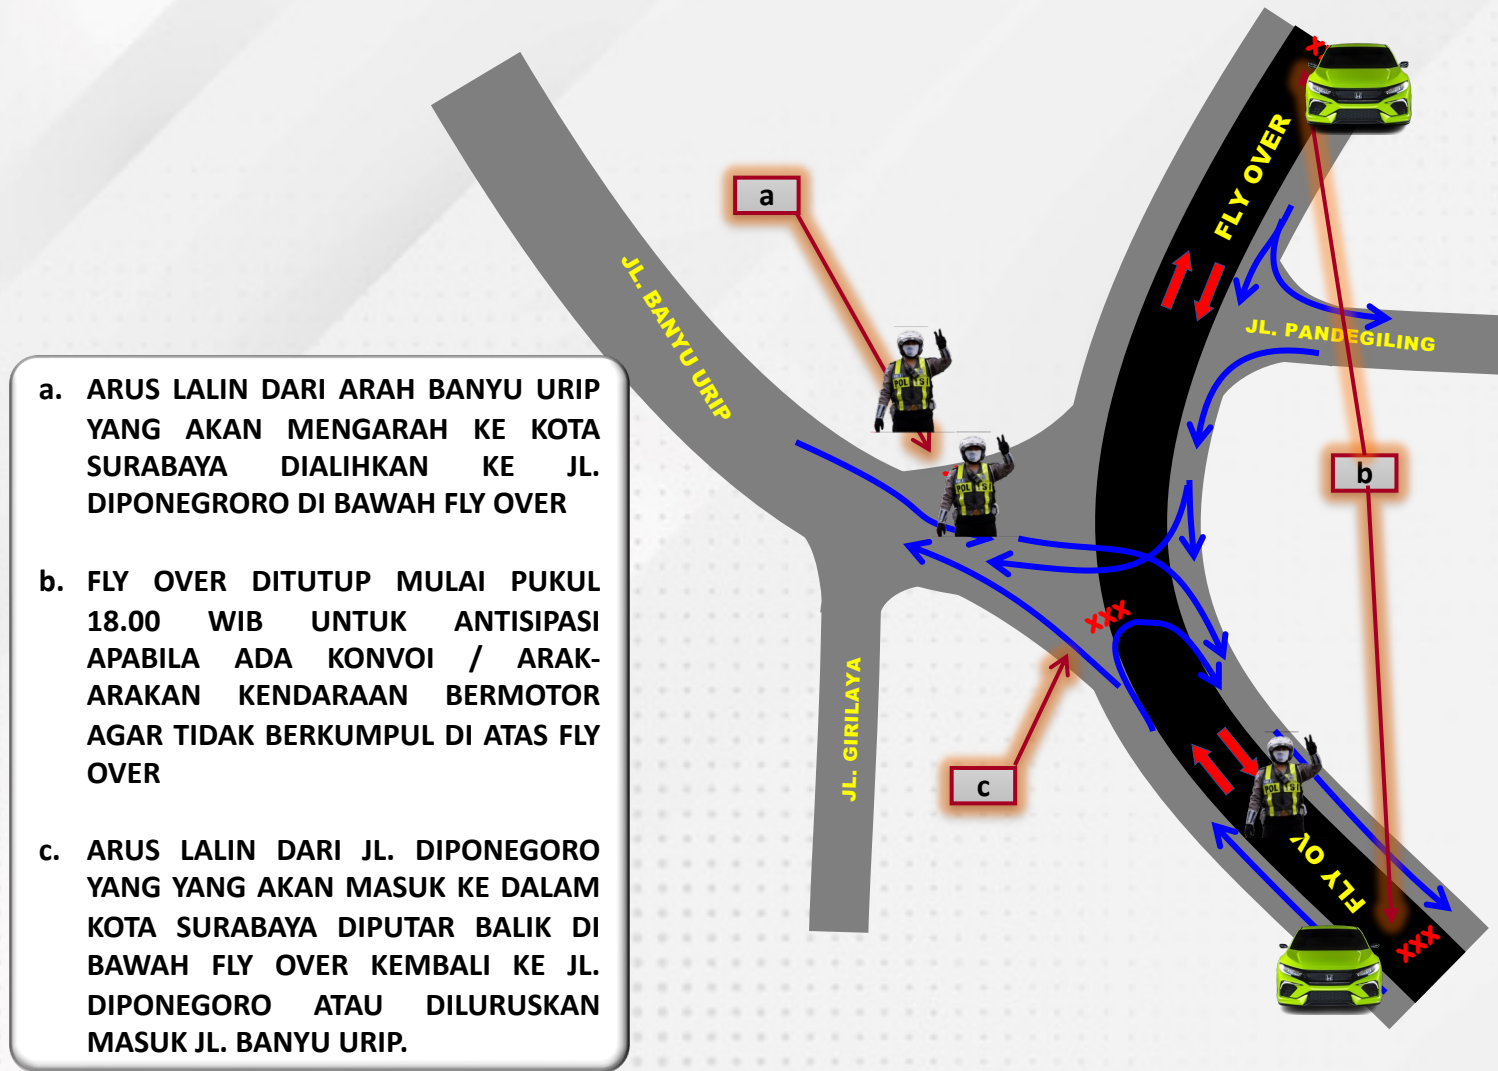 a. ARUS LALIN DARI ARAH BANYU URIP
YANG AKAN MENGARAH KE KOTA
SURABAYA DIALIHKAN KE JL.
DIPONEGRORO DI BAWAH FLY OVER
b. FLY OVER DITUTUP MULAI PUKUL
18.00 WIB UNTUK ANTISIPASI
APABILA ADA KONVOI / ARAK-
ARAKAN KENDARAAN BERMOTOR
AGAR TIDAK BERKUMPUL DI ATAS FLY
OVER
c. ARUS LALIN DARI JL. DIPONEGORO
YANG YANG AKAN MASUK KE DALAM
KOTA SURABAYA DIPUTAR BALIK DI
BAWAH FLY OVER KEMBALI KE JL.
DIPONEGORO ATAU DILURUSKAN
MASUK JL. BANYU URIP.
a
JL. BANYU URIP
FLY OVER
JL. PANDEGILING
b
XXX
JL. GIRILAYA
c
FLY OV
XXX